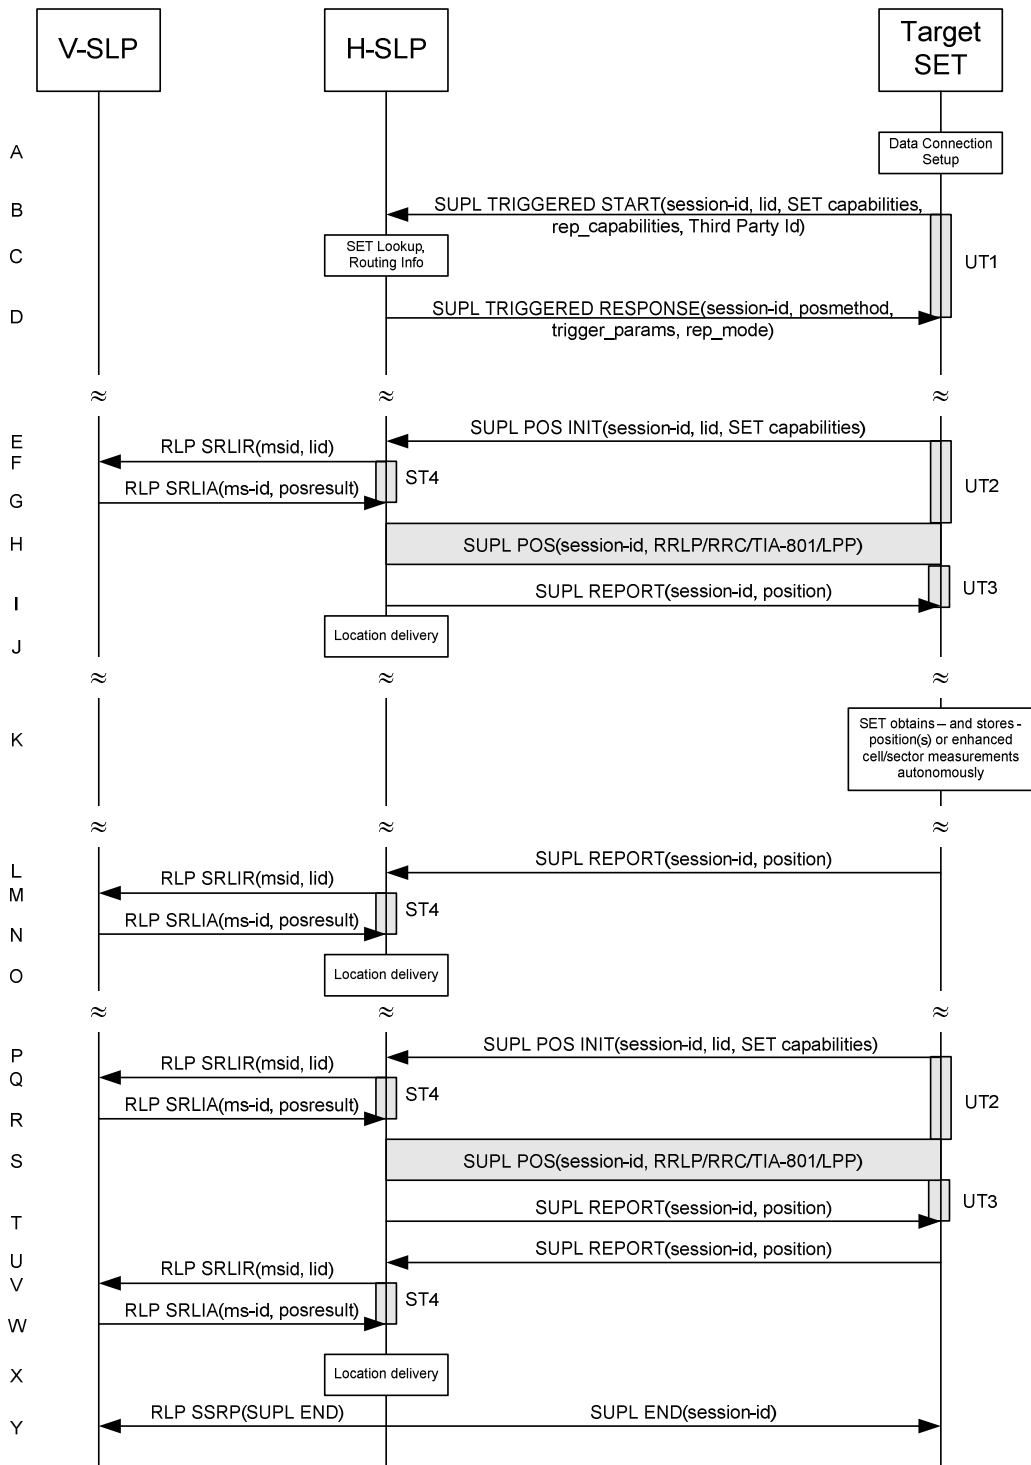 V-SLP
H-SLP
Target
SET
A
Data Connection
Setup
B
SUPL TRIGGERED START(session-id, lid, SET capabilities,
rep_capabilities, Third Party Id)
C
SET Lookup,
Routing Info
UT1
D
SUPL TRIGGERED RESPONSE(session-id, posmethod,
trigger_params, rep_mode)
≈
≈
≈
E
SUPL POS INIT(session-id, lid, SET capabilities)
F
RLP SRLIR(msid, lid)
ST4
UT2
G
RLP SRLIA(ms-id, posresult)
H
SUPL POS(session-id, RRLP/RRC/TIA-801/LPP)
UT3
I
SUPL REPORT(session-id, position)
J
Location delivery
≈
≈
≈
K
SET obtains – and stores -
position(s) or enhanced
cell/sector measurements
autonomously
≈
≈
≈
L
SUPL REPORT(session-id, position)
M
RLP SRLIR(msid, lid)
ST4
N
RLP SRLIA(ms-id, posresult)
O
Location delivery
≈
≈
≈
P
SUPL POS INIT(session-id, lid, SET capabilities)
Q
RLP SRLIR(msid, lid)
ST4
UT2
R
RLP SRLIA(ms-id, posresult)
S
SUPL POS(session-id, RRLP/RRC/TIA-801/LPP)
UT3
T
SUPL REPORT(session-id, position)
U
SUPL REPORT(session-id, position)
V
RLP SRLIR(msid, lid)
ST4
W
RLP SRLIA(ms-id, posresult)
X
Location delivery
Y
RLP SSRP(SUPL END)
SUPL END(session-id)